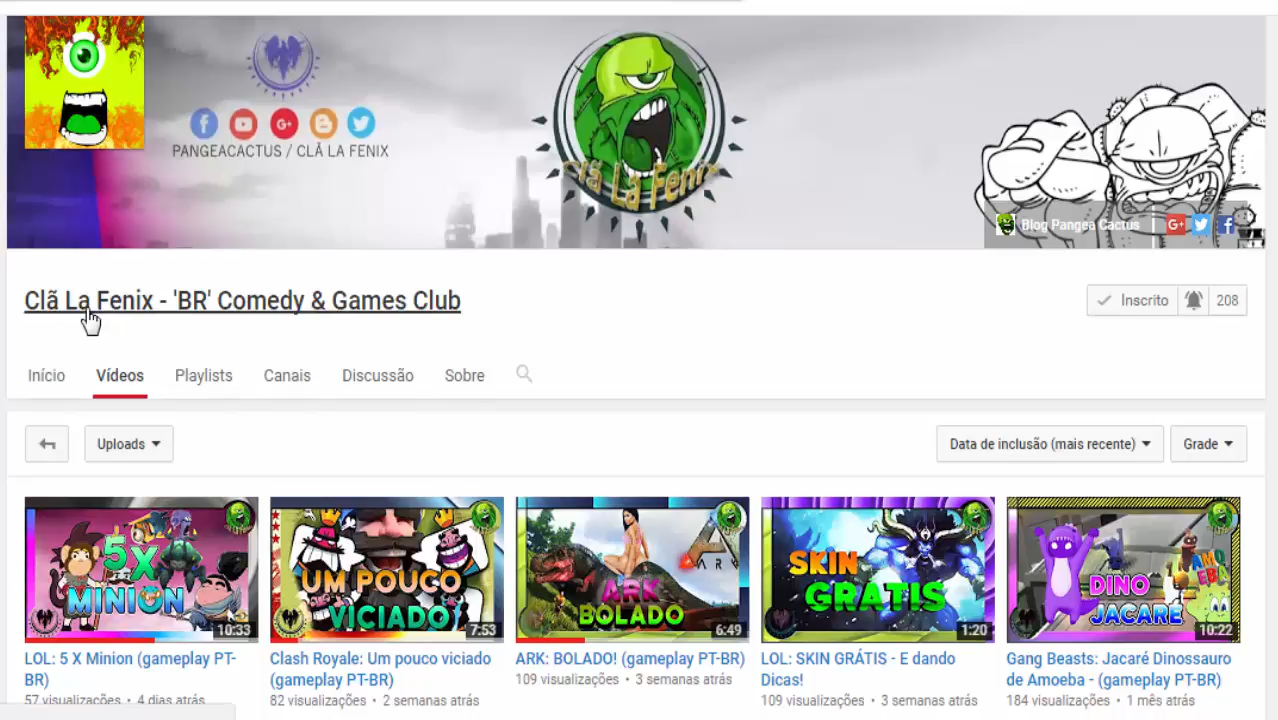 PANGEACACTUS / CLÃ LA FENIX
Clã La Fenix
Blog Pangea Cactus
Clã La Fenix - 'BR' Comedy & Games Club
Inscrito 208
Início Vídeos Playlists Canais Discussão Sobre
Uploads Data de inclusão (mais recente) Grade
5X
MINION
10:33
UM POUCO
VICIADO
7:53
ARK
ARK
BOLADO
6:49
SKIN
GRATIS
1:20
AMOEBA
DINO
JACARÉ
10:22
LOL: 5 X Minion (gameplay PT-
BR)
57 visualizações • 4 dias atrás
Clash Royale: Um pouco viciado
(gameplay PT-BR)
82 visualizações • 2 semanas atrás
ARK: BOLADO! (gameplay PT-BR)
109 visualizações • 3 semanas atrás
LOL: SKIN GRÁTIS - E dando
Dicas!
109 visualizações • 3 semanas atrás
Gang Beasts: Jacaré Dinossauro
de Amoeba - (gameplay PT-BR)
184 visualizações • 1 mês atrás